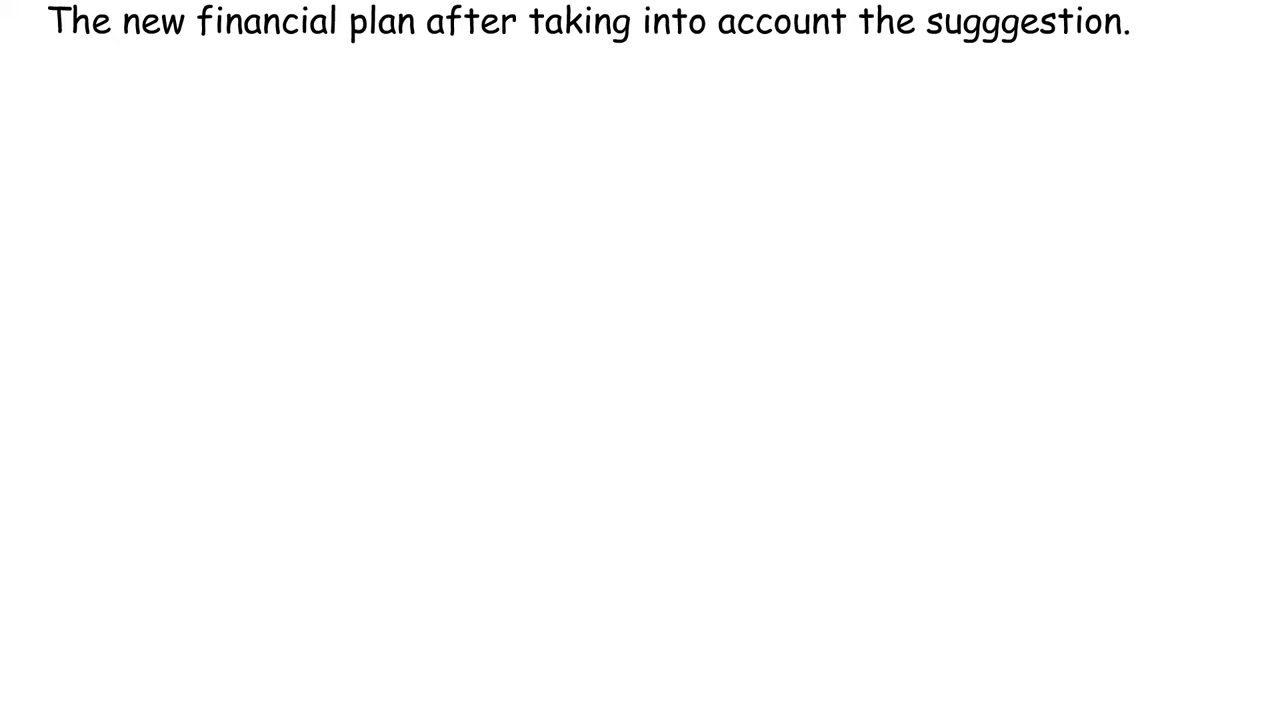 The new financial plan after taking into account the sugggestion.